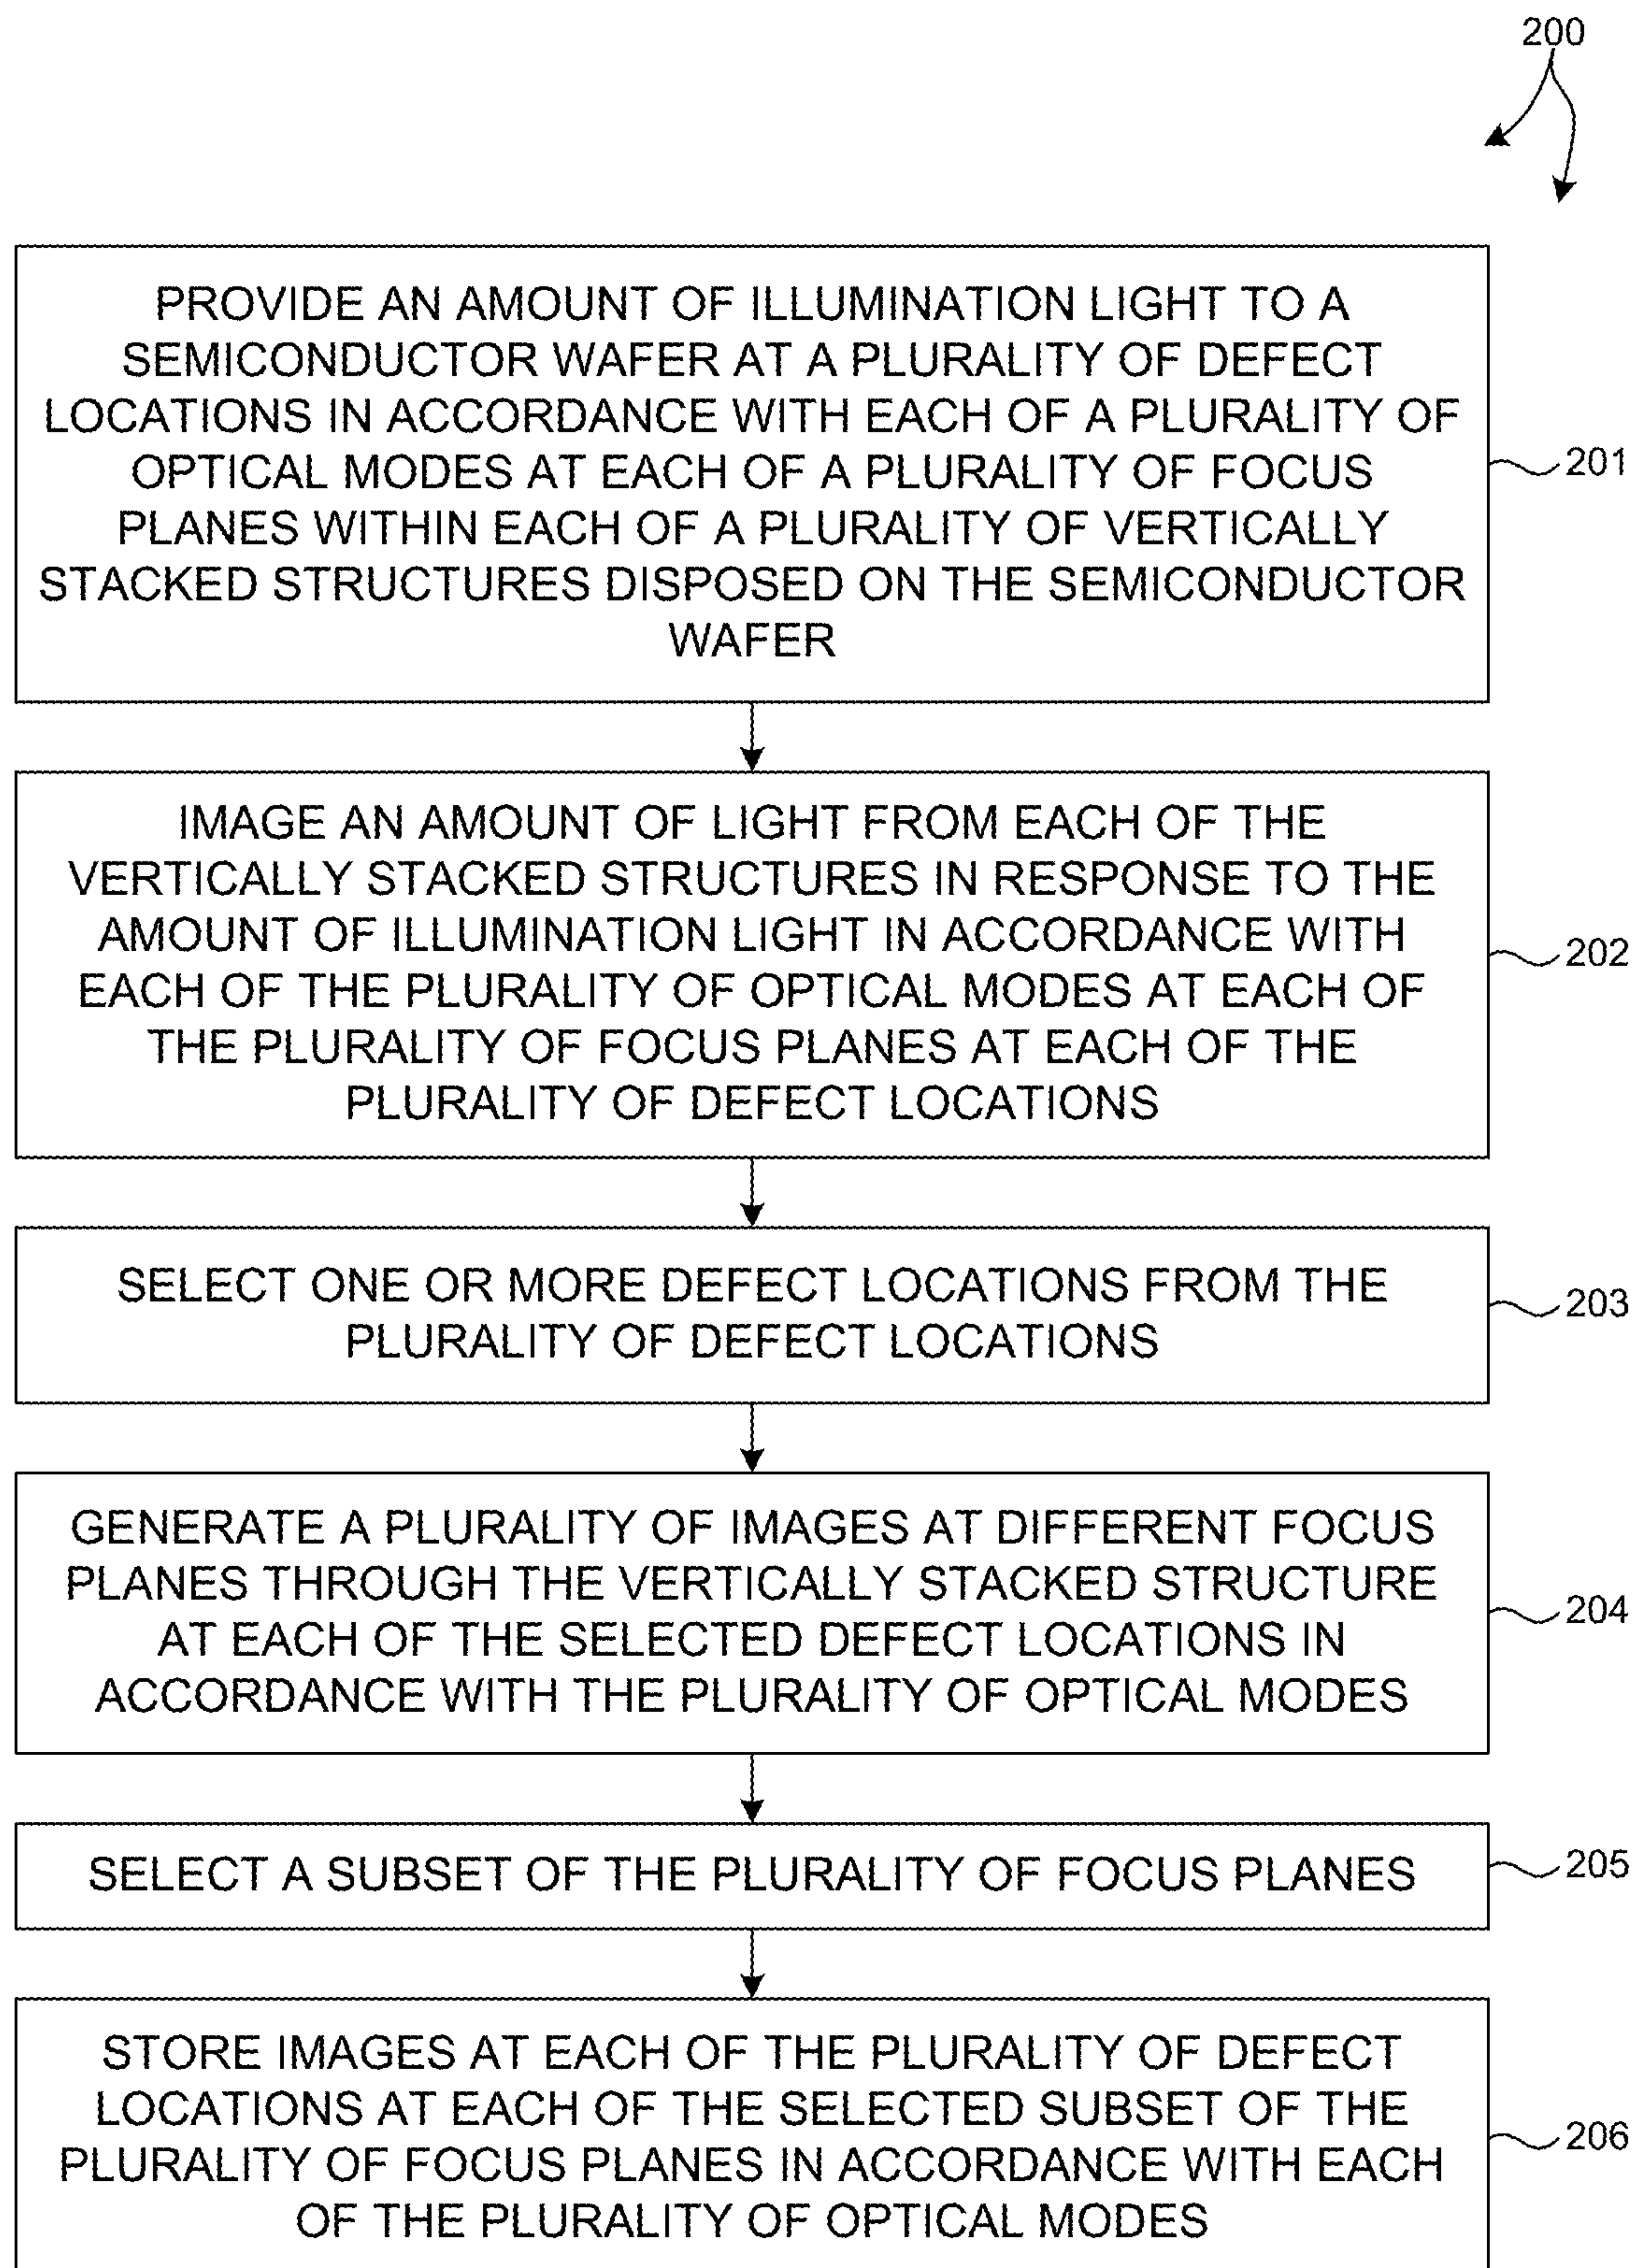 200
PROVIDE AN AMOUNT OF ILLUMINATION LIGHT TO A
SEMICONDUCTOR WAFER AT A PLURALITY OF DEFECT
LOCATIONS IN ACCORDANCE WITH EACH OF A PLURALITY OF
OPTICAL MODES AT EACH OF A PLURALITY OF FOCUS
PLANES WITHIN EACH OF A PLURALITY OF VERTICALLY
STACKED STRUCTURES DISPOSED ON THE SEMICONDUCTOR
WAFER
201
IMAGE AN AMOUNT OF LIGHT FROM EACH OF THE
VERTICALLY STACKED STRUCTURES IN RESPONSE TO THE
AMOUNT OF ILLUMINATION LIGHT IN ACCORDANCE WITH
EACH OF THE PLURALITY OF OPTICAL MODES AT EACH OF
THE PLURALITY OF FOCUS PLANES AT EACH OF THE
PLURALITY OF DEFECT LOCATIONS
202
SELECT ONE OR MORE DEFECT LOCATIONS FROM THE
PLURALITY OF DEFECT LOCATIONS
203
GENERATE A PLURALITY OF IMAGES AT DIFFERENT FOCUS
PLANES THROUGH THE VERTICALLY STACKED STRUCTURE
AT EACH OF THE SELECTED DEFECT LOCATIONS IN
ACCORDANCE WITH THE PLURALITY OF OPTICAL MODES
204
SELECT A SUBSET OF THE PLURALITY OF FOCUS PLANES
205
STORE IMAGES AT EACH OF THE PLURALITY OF DEFECT
LOCATIONS AT EACH OF THE SELECTED SUBSET OF THE
PLURALITY OF FOCUS PLANES IN ACCORDANCE WITH EACH
OF THE PLURALITY OF OPTICAL MODES
206